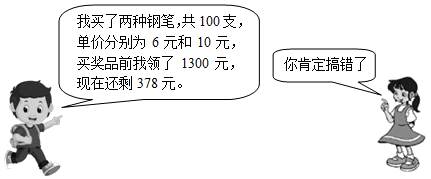 我买了两种钢笔，共 100 支，
单价分别为 6 元和 10 元，
买奖品前我领了 1300 元，
现在还剩 378 元。
你肯定搞错了